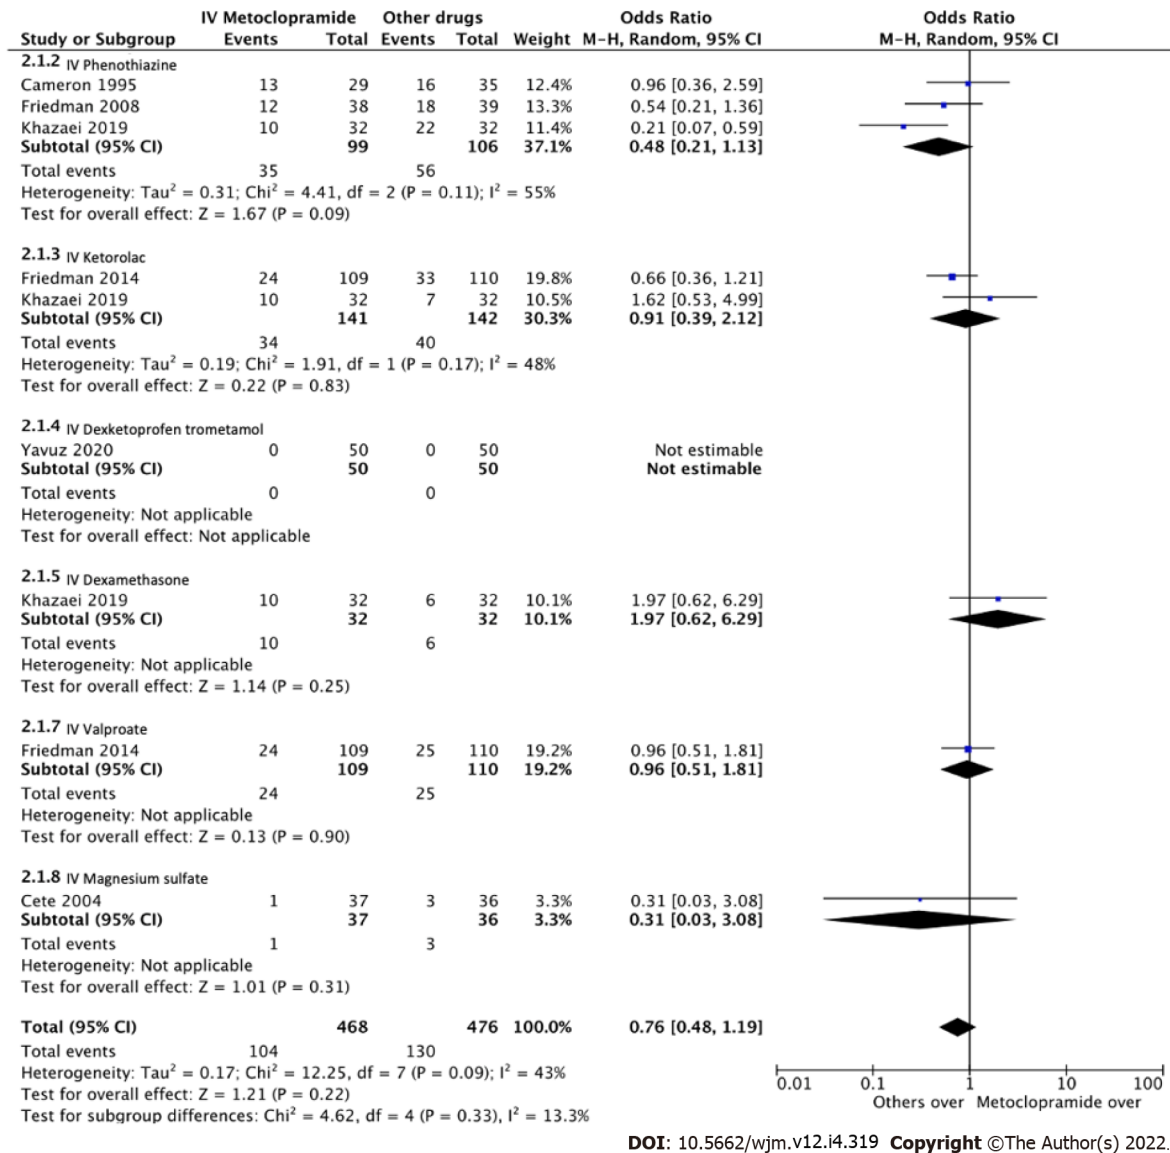 IV Metoclopramide Other drugs Odds Ratio Odds Ratio
Study or Subgroup Events Total Events Total Weight M-H, Random, 95% CI M-H, Random, 95% CI
2.1.2 IV Phenothiazine
Cameron 1995 13 29 16 35 12.4% 0.96 [0.36, 2.59]
Friedman 2008 12 38 18 39 13.3% 0.54 [0.21, 1.36]
Khazaei 2019 10 32 22 32 11.4% 0.21 [0.07, 0.59]
Subtotal (95% CI) 99 106 37.1% 0.48 [0.21, 1.13]
Total events 35 56
Heterogeneity: Tau² = 0.31; Chi² = 4.41, df = 2 (P = 0.11); I² = 55%
Test for overall effect: Z = 1.67 (P = 0.09)
2.1.3 IV Ketorolac
Friedman 2014 24 109 33 110 19.8% 0.66 [0.36, 1.21]
Khazaei 2019 10 32 7 32 10.5% 1.62 [0.53, 4.99]
Subtotal (95% CI) 141 142 30.3% 0.91 [0.39, 2.12]
Total events 34 40
Heterogeneity: Tau² = 0.19; Chi² = 1.91, df = 1 (P = 0.17); I² = 48%
Test for overall effect: Z = 0.22 (P = 0.83)
2.1.4 IV Dexketoprofen trometamol
Yavuz 2020 0 50 0 50 Not estimable
Subtotal (95% CI) 50 50 Not estimable
Total events 0 0
Heterogeneity: Not applicable
Test for overall effect: Not applicable
2.1.5 IV Dexamethasone
Khazaei 2019 10 32 6 32 10.1% 1.97 [0.62, 6.29]
Subtotal (95% CI) 32 32 10.1% 1.97 [0.62, 6.29]
Total events 10 6
Heterogeneity: Not applicable
Test for overall effect: Z = 1.14 (P = 0.25)
2.1.7 IV Valproate
Friedman 2014 24 109 25 110 19.2% 0.96 [0.51, 1.81]
Subtotal (95% CI) 109 110 19.2% 0.96 [0.51, 1.81]
Total events 24 25
Heterogeneity: Not applicable
Test for overall effect: Z = 0.13 (P = 0.90)
2.1.8 IV Magnesium sulfate
Cete 2004 1 37 3 36 3.3% 0.31 [0.03, 3.08]
Subtotal (95% CI) 37 36 3.3% 0.31 [0.03, 3.08]
Total events 1 3
Heterogeneity: Not applicable
Test for overall effect: Z = 1.01 (P = 0.31)
Total (95% CI) 468 476 100.0% 0.76 [0.48, 1.19]
Total events 104 130
Heterogeneity: Tau² = 0.17; Chi² = 12.25, df = 7 (P = 0.09); I² = 43%
Test for overall effect: Z = 1.21 (P = 0.22)
Test for subgroup differences: Chi² = 4.62, df = 4 (P = 0.33), I² = 13.3%
0.01 0.1 1 10 100
Others over Metoclopramide over
DOI: 10.5662/wjm.v12.i4.319 Copyright ©The Author(s) 2022.